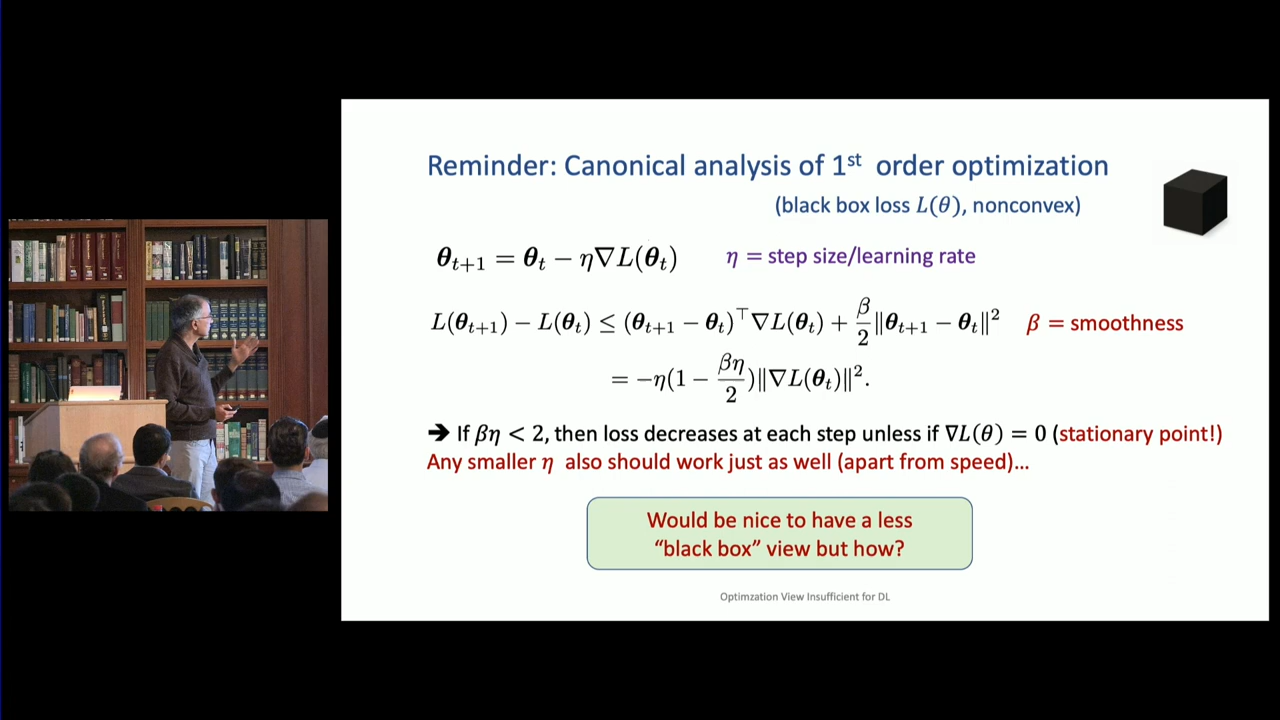 Reminder: Canonical analysis of 1st order optimization
(black box loss L(θ), nonconvex)
θ_{t+1} = θ_t − η∇L(θ_t) η = step size/learning rate
L(θ_{t+1}) − L(θ_t) ≤ (θ_{t+1} − θ_t)^⊤∇L(θ_t) + β/2 ‖θ_{t+1} − θ_t‖² β = smoothness
= −η(1 − βη/2)‖∇L(θ_t)‖².
➔ If βη < 2, then loss decreases at each step unless if ∇L(θ) = 0 (stationary point!)
Any smaller η also should work just as well (apart from speed)...
Would be nice to have a less
“black box” view but how?
Optimzation View Insufficient for DL